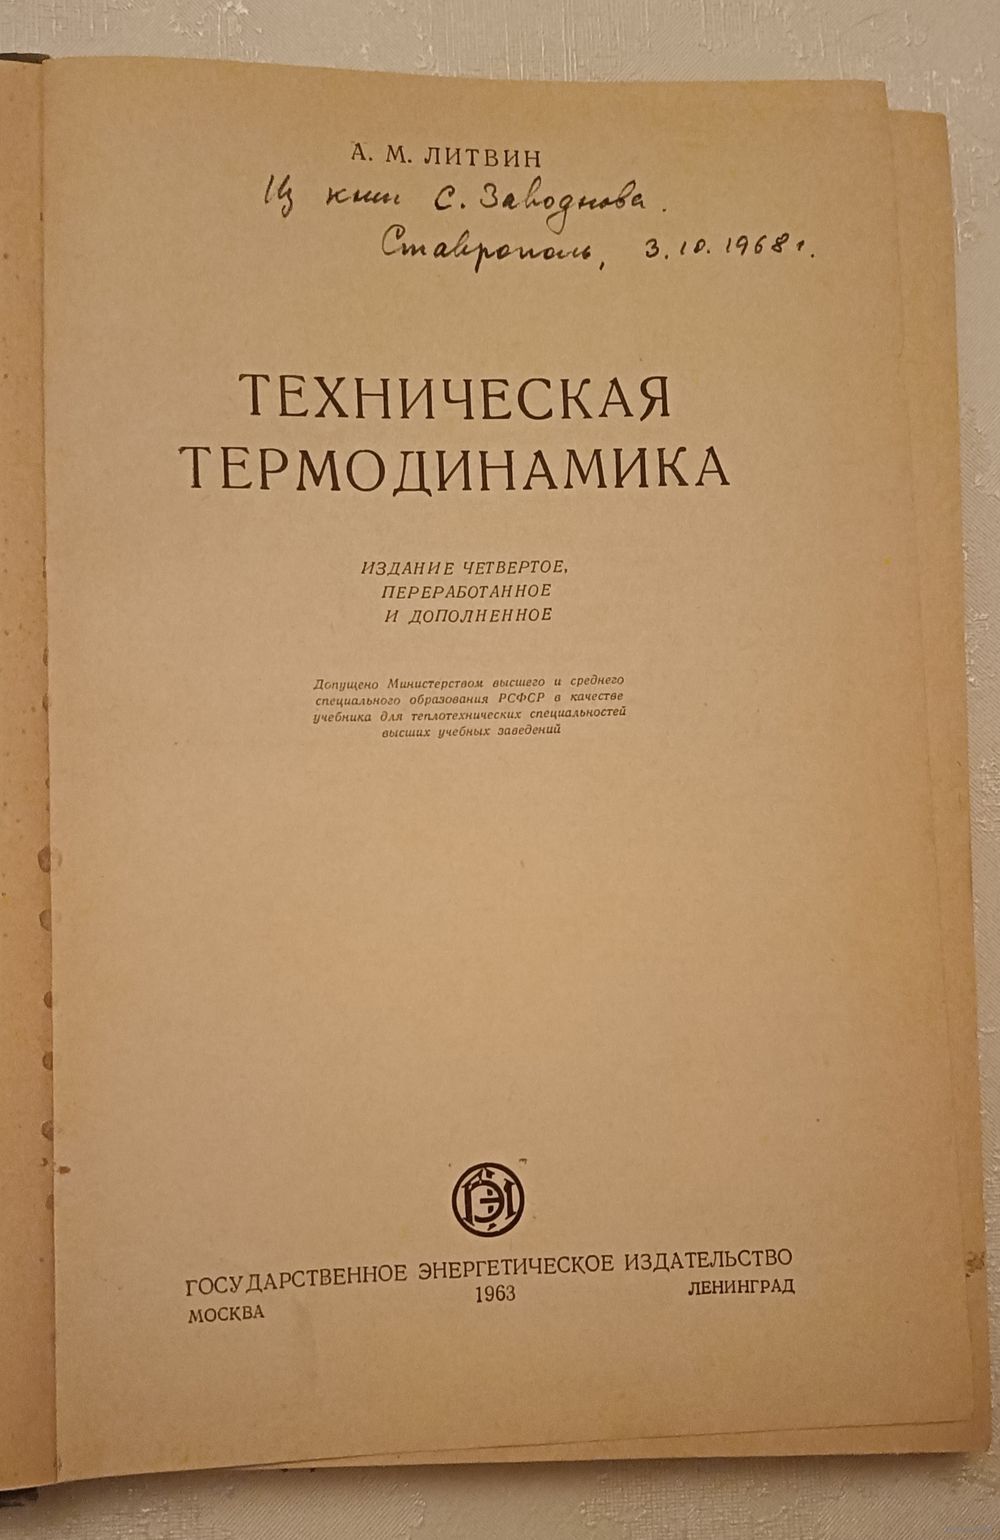 А. М. ЛИТВИН
Из книг С. Заводнова.
Ставрополь, 3.10.1968 г.
ТЕХНИЧЕСКАЯ
ТЕРМОДИНАМИКА
ИЗДАНИЕ ЧЕТВЕРТОЕ,
ПЕРЕРАБОТАННОЕ
И ДОПОЛНЕННОЕ
Допущено Министерством высшего и среднего
специального образования РСФСР в качестве
учебника для теплотехнических специальностей
высших учебных заведений
ГЭИ
ГОСУДАРСТВЕННОЕ ЭНЕРГЕТИЧЕСКОЕ ИЗДАТЕЛЬСТВО
МОСКВА 1963 ЛЕНИНГРАД